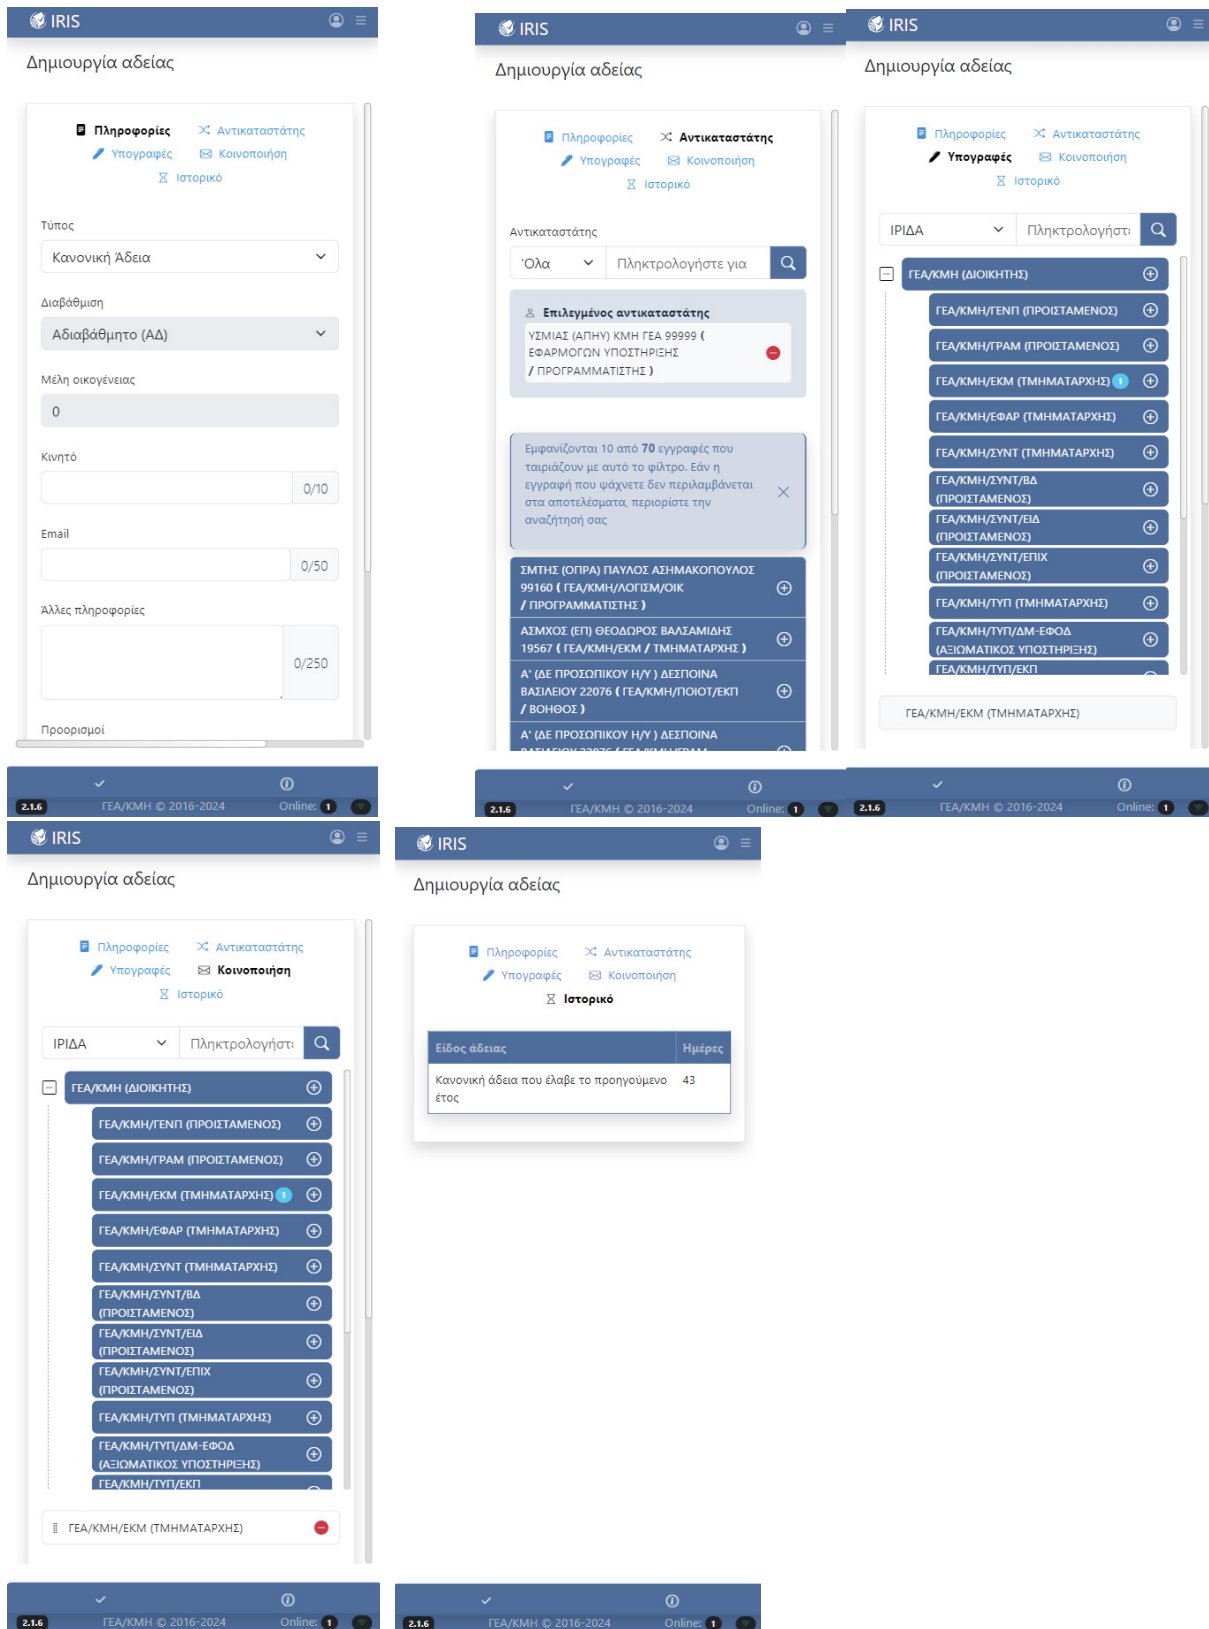 IRIS
Δημιουργία αδείας
Πληροφορίες
Αντικαταστάτης
Υπογραφές
Κοινοποίηση
Ιστορικό
Τύπος
Κανονική Άδεια
Διαβάθμιση
Αδιαβάθμητο (ΑΔ)
Μέλη οικογένειας
0
Κινητό
0/10
Email
0/50
Άλλες πληροφορίες
0/250
Προορισμοί
2.1.6
ΓΕΑ/ΚΜΗ © 2016-2024
Online: 1
IRIS
Δημιουργία αδείας
Πληροφορίες
Αντικαταστάτης
Υπογραφές
Κοινοποίηση
Ιστορικό
Αντικαταστάτης
Όλα
Πληκτρολογήστε για
Επιλεγμένος αντικαταστάτης
ΥΣΜΙΑΣ (ΑΠΗΥ) ΚΜΗ ΓΕΑ 99999 (
ΕΦΑΡΜΟΓΩΝ ΥΠΟΣΤΗΡΙΞΗΣ
/ ΠΡΟΓΡΑΜΜΑΤΙΣΤΗΣ )
Εμφανίζονται 10 από 70 εγγραφές που
ταιριάζουν με αυτό το φίλτρο. Εάν η
εγγραφή που ψάχνετε δεν περιλαμβάνεται
στα αποτελέσματα, περιορίστε την
αναζήτησή σας
ΣΜΤΗΣ (ΟΠΡΑ) ΠΑΥΛΟΣ ΑΣΗΜΑΚΟΠΟΥΛΟΣ
99160 ( ΓΕΑ/ΚΜΗ/ΛΟΓΙΣΜ/ΟΙΚ
/ ΠΡΟΓΡΑΜΜΑΤΙΣΤΗΣ )
ΑΣΜΧΟΣ (ΕΠ) ΘΕΟΔΩΡΟΣ ΒΑΛΣΑΜΙΔΗΣ
19567 ( ΓΕΑ/ΚΜΗ/ΕΚΜ / ΤΜΗΜΑΤΑΡΧΗΣ )
Α' (ΔΕ ΠΡΟΣΩΠΙΚΟΥ Η/Υ ) ΔΕΣΠΟΙΝΑ
ΒΑΣΙΛΕΙΟΥ 22076 ( ΓΕΑ/ΚΜΗ/ΠΟΙΟΤ/ΕΚΠ
/ ΒΟΗΘΟΣ )
Α' (ΔΕ ΠΡΟΣΩΠΙΚΟΥ Η/Υ ) ΔΕΣΠΟΙΝΑ
ΒΑΣΙΛΕΙΟΥ 22076 ( ΓΕΑ/ΚΜΗ/ΓΡΑΜ
2.1.6
ΓΕΑ/ΚΜΗ © 2016-2024
Online: 1
IRIS
Δημιουργία αδείας
Πληροφορίες
Αντικαταστάτης
Υπογραφές
Κοινοποίηση
Ιστορικό
ΙΡΙΔΑ
Πληκτρολογήστε
ΓΕΑ/ΚΜΗ (ΔΙΟΙΚΗΤΗΣ)
ΓΕΑ/ΚΜΗ/ΓΕΝΠ (ΠΡΟΙΣΤΑΜΕΝΟΣ)
ΓΕΑ/ΚΜΗ/ΓΡΑΜ (ΠΡΟΙΣΤΑΜΕΝΟΣ)
ΓΕΑ/ΚΜΗ/ΕΚΜ (ΤΜΗΜΑΤΑΡΧΗΣ) 1
ΓΕΑ/ΚΜΗ/ΕΦΑΡ (ΤΜΗΜΑΤΑΡΧΗΣ)
ΓΕΑ/ΚΜΗ/ΣΥΝΤ (ΤΜΗΜΑΤΑΡΧΗΣ)
ΓΕΑ/ΚΜΗ/ΣΥΝΤ/ΒΔ
(ΠΡΟΙΣΤΑΜΕΝΟΣ)
ΓΕΑ/ΚΜΗ/ΣΥΝΤ/ΕΙΔ
(ΠΡΟΙΣΤΑΜΕΝΟΣ)
ΓΕΑ/ΚΜΗ/ΣΥΝΤ/ΕΠΙΧ
(ΠΡΟΙΣΤΑΜΕΝΟΣ)
ΓΕΑ/ΚΜΗ/ΤΥΠ (ΤΜΗΜΑΤΑΡΧΗΣ)
ΓΕΑ/ΚΜΗ/ΤΥΠ/ΔΜ-ΕΦΟΔ
(ΑΞΙΩΜΑΤΙΚΟΣ ΥΠΟΣΤΗΡΙΞΗΣ)
ΓΕΑ/ΚΜΗ/ΤΥΠ/ΕΚΠ
ΓΕΑ/ΚΜΗ/ΕΚΜ (ΤΜΗΜΑΤΑΡΧΗΣ)
2.1.6
ΓΕΑ/ΚΜΗ © 2016-2024
Online: 1
IRIS
Δημιουργία αδείας
Πληροφορίες
Αντικαταστάτης
Υπογραφές
Κοινοποίηση
Ιστορικό
ΙΡΙΔΑ
Πληκτρολογήστε
ΓΕΑ/ΚΜΗ (ΔΙΟΙΚΗΤΗΣ)
ΓΕΑ/ΚΜΗ/ΓΕΝΠ (ΠΡΟΙΣΤΑΜΕΝΟΣ)
ΓΕΑ/ΚΜΗ/ΓΡΑΜ (ΠΡΟΙΣΤΑΜΕΝΟΣ)
ΓΕΑ/ΚΜΗ/ΕΚΜ (ΤΜΗΜΑΤΑΡΧΗΣ) 1
ΓΕΑ/ΚΜΗ/ΕΦΑΡ (ΤΜΗΜΑΤΑΡΧΗΣ)
ΓΕΑ/ΚΜΗ/ΣΥΝΤ (ΤΜΗΜΑΤΑΡΧΗΣ)
ΓΕΑ/ΚΜΗ/ΣΥΝΤ/ΒΔ
(ΠΡΟΙΣΤΑΜΕΝΟΣ)
ΓΕΑ/ΚΜΗ/ΣΥΝΤ/ΕΙΔ
(ΠΡΟΙΣΤΑΜΕΝΟΣ)
ΓΕΑ/ΚΜΗ/ΣΥΝΤ/ΕΠΙΧ
(ΠΡΟΙΣΤΑΜΕΝΟΣ)
ΓΕΑ/ΚΜΗ/ΤΥΠ (ΤΜΗΜΑΤΑΡΧΗΣ)
ΓΕΑ/ΚΜΗ/ΤΥΠ/ΔΜ-ΕΦΟΔ
(ΑΞΙΩΜΑΤΙΚΟΣ ΥΠΟΣΤΗΡΙΞΗΣ)
ΓΕΑ/ΚΜΗ/ΤΥΠ/ΕΚΠ
ΓΕΑ/ΚΜΗ/ΕΚΜ (ΤΜΗΜΑΤΑΡΧΗΣ)
2.1.6
ΓΕΑ/ΚΜΗ © 2016-2024
Online: 1
IRIS
Δημιουργία αδείας
Πληροφορίες
Αντικαταστάτης
Υπογραφές
Κοινοποίηση
Ιστορικό
Είδος άδειας
Ημέρες
Κανονική άδεια που έλαβε το προηγούμενο 43
έτος
2.1.6
ΓΕΑ/ΚΜΗ © 2016-2024
Online: 1